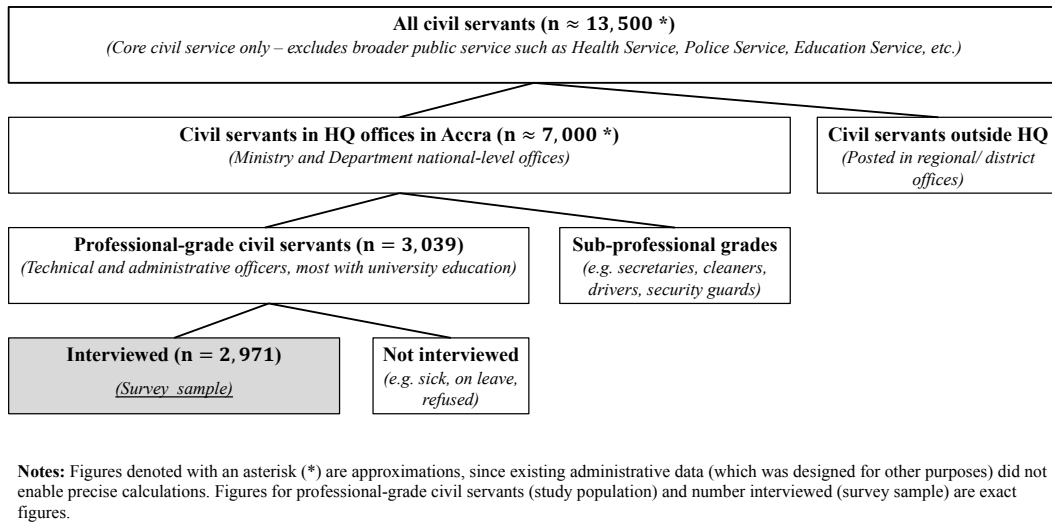 All civil servants (n ≈ 13,500 *)
(Core civil service only – excludes broader public service such as Health Service, Police Service, Education Service, etc.)
Civil servants in HQ offices in Accra (n ≈ 7,000 *)
(Ministry and Department national-level offices)
Civil servants outside HQ
(Posted in regional/ district
offices)
Professional-grade civil servants (n = 3,039)
(Technical and administrative officers, most with university education)
Sub-professional grades
(e.g. secretaries, cleaners,
drivers, security guards)
Interviewed (n = 2,971)
(Survey sample)
Not interviewed
(e.g. sick, on leave,
refused)
Notes: Figures denoted with an asterisk (*) are approximations, since existing administrative data (which was designed for other purposes) did not
enable precise calculations. Figures for professional-grade civil servants (study population) and number interviewed (survey sample) are exact
figures.